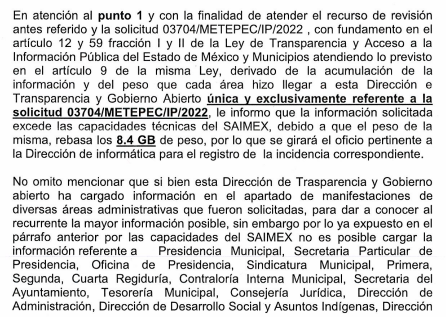 En atención al punto 1 y con la finalidad de atender el recurso de revisión
antes referido y la solicitud 03704/METEPEC/IP/2022 , con fundamento en el
artículo 12 y 59 fracción I y II de la Ley de Transparencia y Acceso a la
Información Pública del Estado de México y Municipios atendiendo lo previsto
en el artículo 9 de la misma Ley, derivado de la acumulación de la
información y del peso que cada área hizo llegar a esta Dirección e
Trasparencia y Gobierno Abierto única y exclusivamente referente a la
solicitud 03704/METEPEC/IP/2022, le informo que la información solicitada
excede las capacidades técnicas del SAIMEX, debido a que el peso de la
misma, rebasa los 8.4 GB de peso, por lo que se girará el oficio pertinente a
la Dirección de informática para el registro de la incidencia correspondiente.
No omito mencionar que si bien esta Dirección de Trasparencia y Gobierno
abierto ha cargado información en el apartado de manifestaciones de
diversas áreas administrativas que fueron solicitadas, para dar a conocer al
recurrente la mayor información posible, sin embargo por lo ya expuesto en el
párrafo anterior por las capacidades del SAIMEX no es posible cargar la
información referente a Presidencia Municipal, Secretaria Particular de
Presidencia, Oficina de Presidencia, Sindicatura Municipal, Primera,
Segunda, Cuarta Regiduría, Contraloría Interna Municipal, Secretaria del
Ayuntamiento, Tesorería Municipal, Consejería Jurídica, Dirección de
Administración, Dirección de Desarrollo Social y Asuntos Indígenas, Dirección